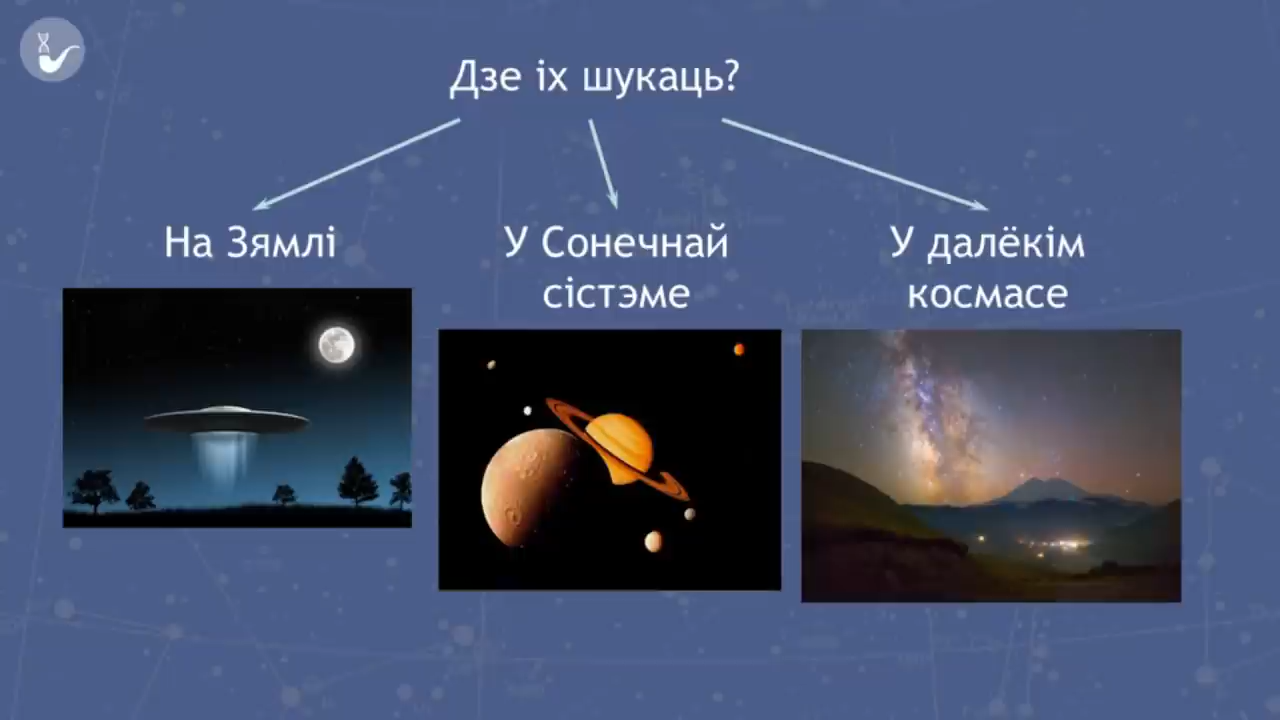 Дзе іх шукаць?
На Зямлі
У Сонечнай
сістэме
У далёкім
космасе